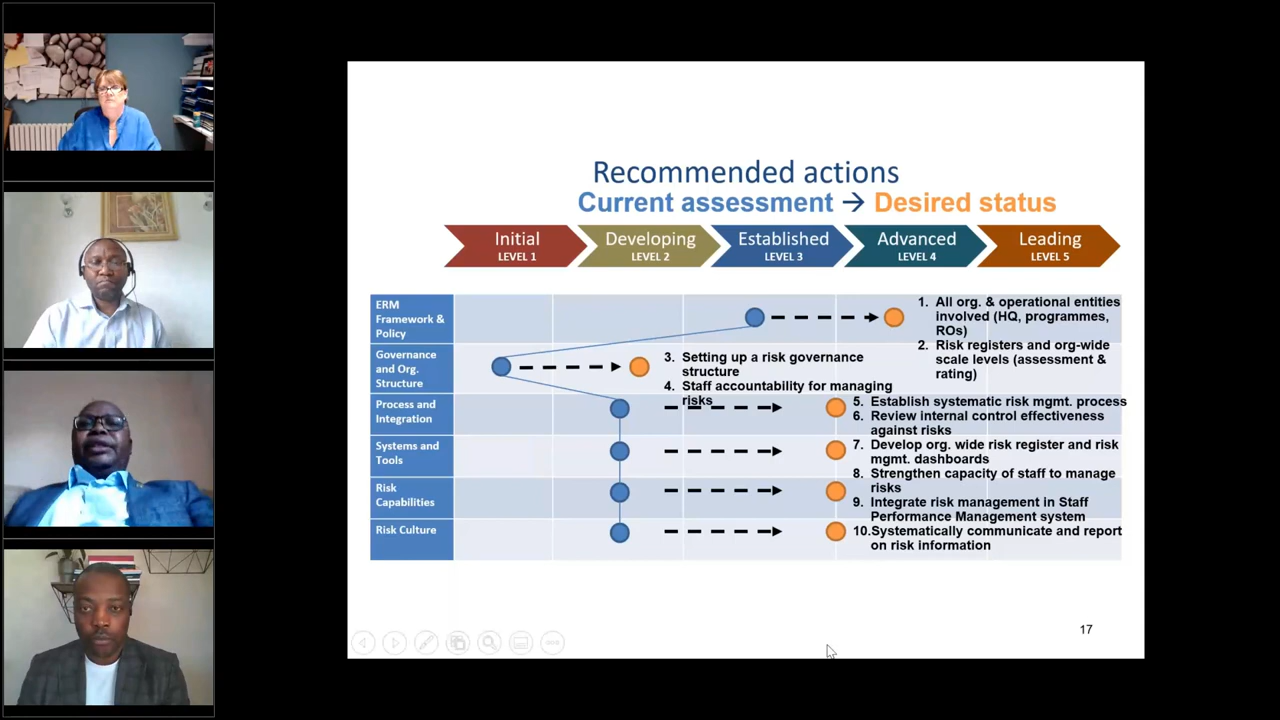 Recommended actions
Current assessment → Desired status
Initial
LEVEL 1
Developing
LEVEL 2
Established
LEVEL 3
Advanced
LEVEL 4
Leading
LEVEL 5
ERM
Framework &
Policy
1. All org. & operational entities
involved (HQ, programmes,
ROs)
2. Risk registers and org-wide
scale levels (assessment &
rating)
Governance
and Org.
Structure
3. Setting up a risk governance
structure
4. Staff accountability for managing
risks
Process and
Integration
5. Establish systematic risk mgmt. process
6. Review internal control effectiveness
against risks
Systems and
Tools
7. Develop org. wide risk register and risk
mgmt. dashboards
8. Strengthen capacity of staff to manage
risks
Risk
Capabilities
9. Integrate risk management in Staff
Performance Management system
Risk Culture
10.Systematically communicate and report
on risk information
17